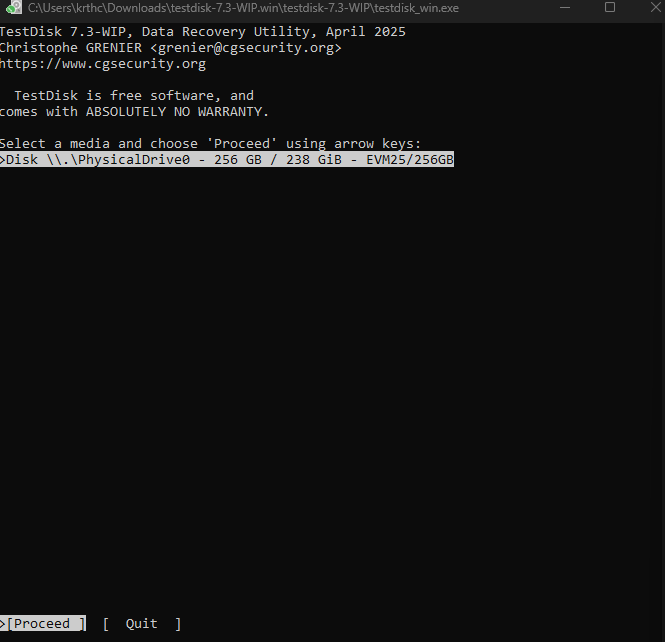 C:\Users\krthc\Downloads\testdisk-7.3-WIP.win\testdisk-7.3-WIP\testdisk_win.exe
TestDisk 7.3-WIP, Data Recovery Utility, April 2025
Christophe GRENIER <grenier@cgsecurity.org>
https://www.cgsecurity.org
TestDisk is free software, and
comes with ABSOLUTELY NO WARRANTY.
Select a media and choose 'Proceed' using arrow keys:
>Disk \\.\PhysicalDrive0 - 256 GB / 238 GiB - EVM25/256GB
>[Proceed ]  [  Quit  ]